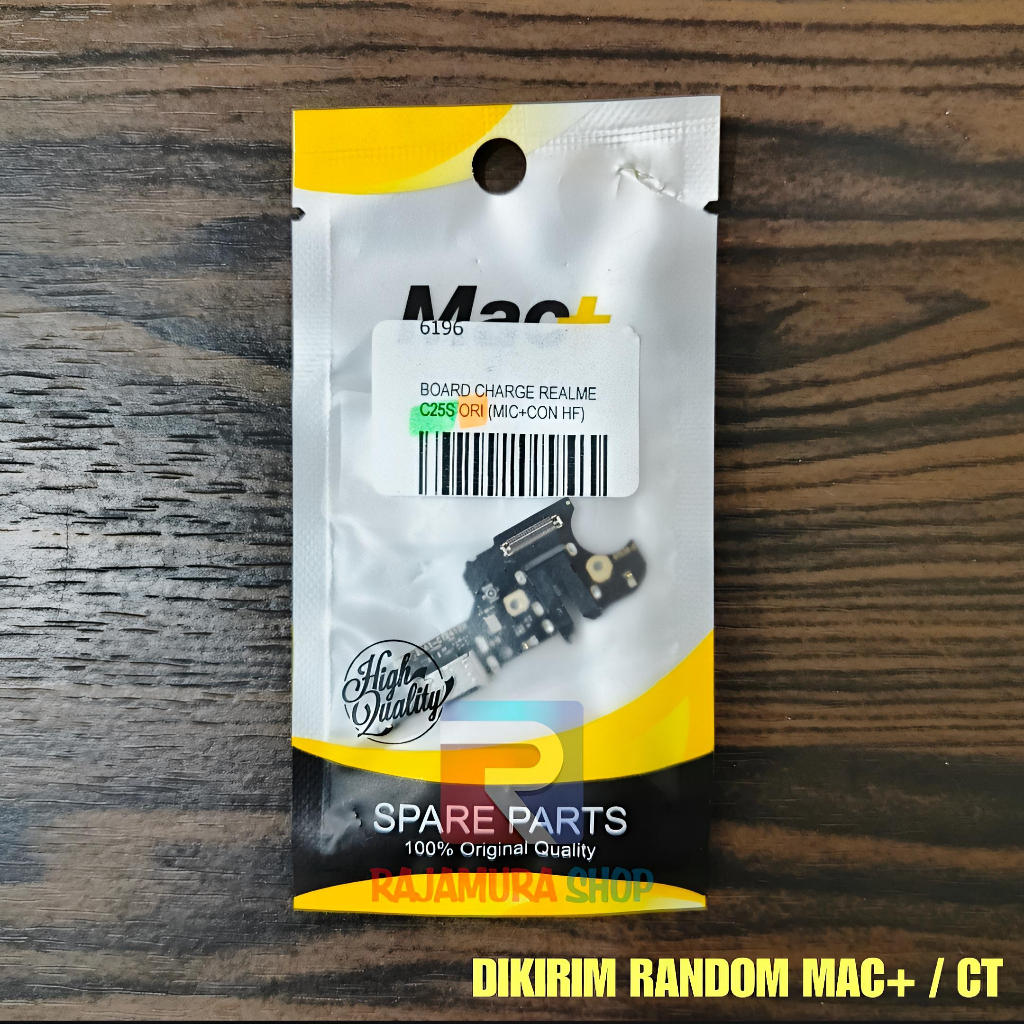 Mac+
6196
BOARD CHARGE REALME
C25S ORI (MIC+CON HF)
High
Quality
SPARE PARTS
100% Original Quality
RAJAMURA SHOP
DIKIRIM RANDOM MAC+ / CT